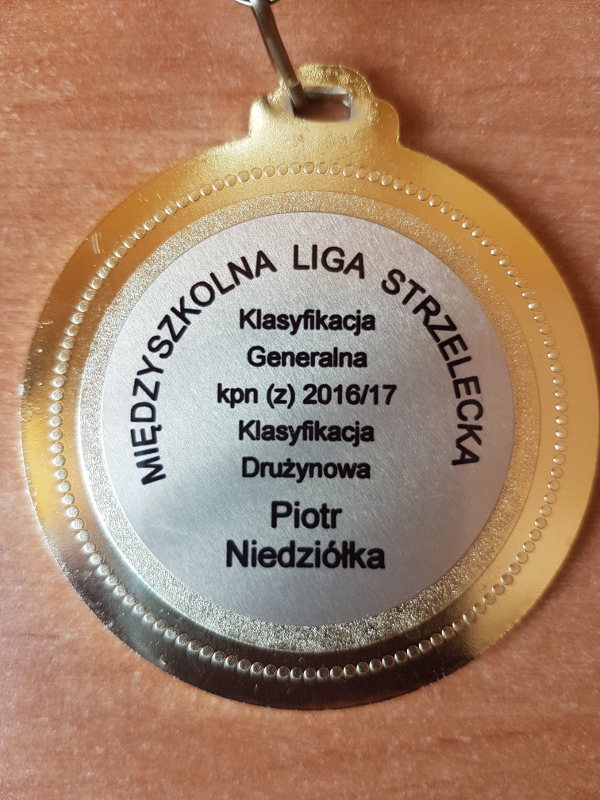 MIĘDZYSZKOLNA LIGA STRZELECKA
Klasyfikacja
Generalna
kpn (z) 2016/17
Klasyfikacja
Drużynowa
Piotr
Niedziółka